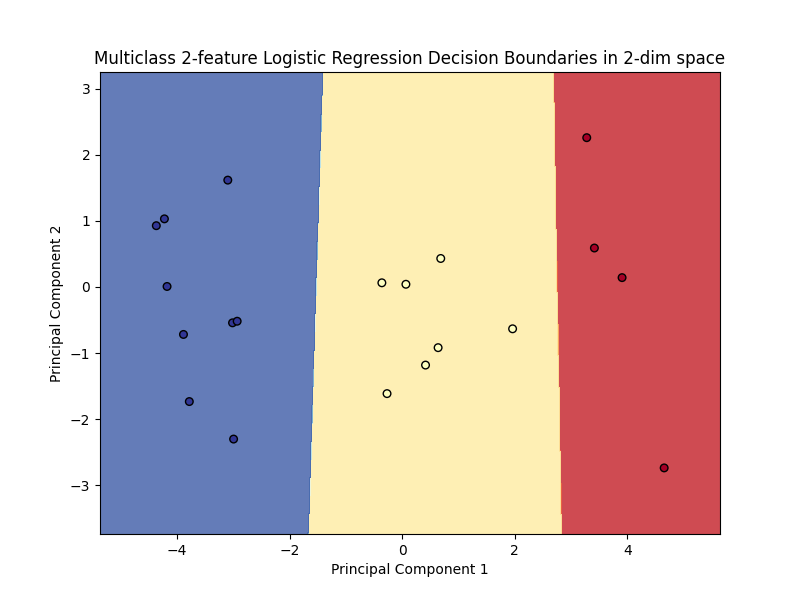 Multiclass 2-feature Logistic Regression Decision Boundaries in 2-dim space
3
2
1
0
−1
−2
−3
Principal Component 2
−4 −2 0 2 4
Principal Component 1